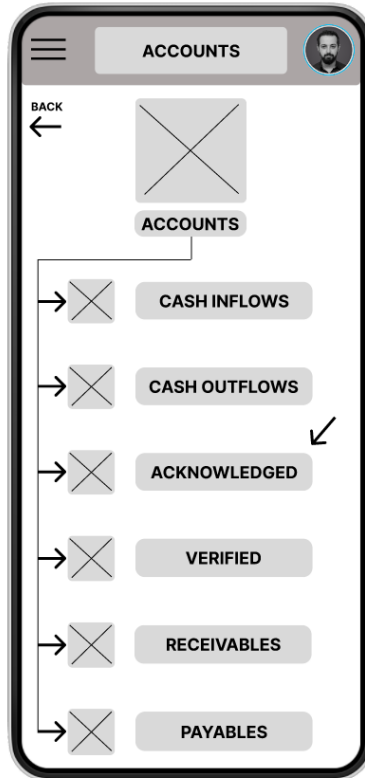 ACCOUNTS
BACK
ACCOUNTS
CASH INFLOWS
CASH OUTFLOWS
ACKNOWLEDGED
VERIFIED
RECEIVABLES
PAYABLES